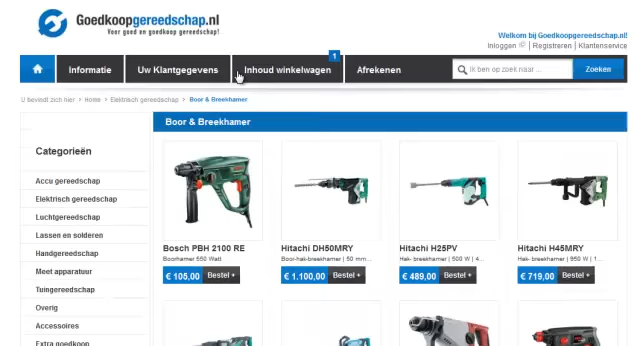 Goedkoopgereedschap.nl
Voor goed en goedkoop gereedschap!
Welkom bij Goedkoopgereedschap.nl!
Inloggen | Registreren | Klantenservice
1
Informatie Uw Klantgegevens Inhoud winkelwagen Afrekenen Ik ben op zoek naar ... Zoeken
U bevindt zich hier > Home > Elektrisch gereedschap > Boor & Breekhamer
Boor & Breekhamer
Categorieën
Accu gereedschap
Elektrisch gereedschap
Luchtgereedschap
Lassen en solderen
Handgereedschap
Meet apparatuur
Tuingereedschap
Overig
Accessoires
Extra goedkoop
Bosch PBH 2100 RE
Boorhamer 550 Watt
€ 105,00 Bestel +
Hitachi DH50MRY
Boor-hak-breekhamer | 50 mm...
€ 1.100,00 Bestel +
Hitachi H25PV
Hak- breekhamer | 500 W | 4...
€ 489,00 Bestel +
Hitachi H45MRY
Hak- breekhamer | 950 W | 1...
€ 719,00 Bestel +